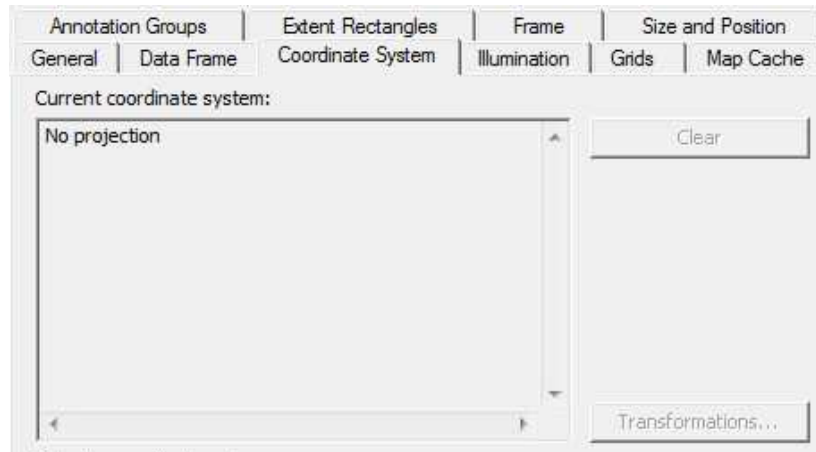 Annotation Groups Extent Rectangles Frame Size and Position
General Data Frame Coordinate System Illumination Grids Map Cache
Current coordinate system:
No projection
Clear
Transformations...